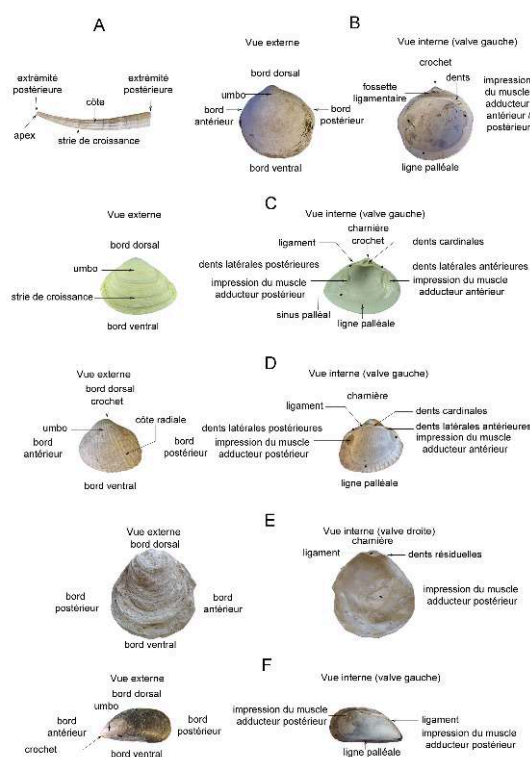 A
extrémité
postérieure
extrémité
postérieure
côte
apex
strie de croissance
B
Vue externe
bord dorsal
umbo
bord
antérieur
bord
postérieur
bord ventral
Vue interne (valve gauche)
crochet
dents
fossette
ligamentaire
impression
du muscle
adducteur
antérieur /
postérieur
ligne palléale
C
Vue externe
bord dorsal
umbo
strie de croissance
bord ventral
Vue interne (valve gauche)
charnière
crochet
ligament
dents cardinales
dents latérales postérieures
dents latérales antérieures
impression du muscle
adducteur postérieur
impression du muscle
adducteur antérieur
sinus palléal
ligne palléale
D
Vue externe
bord dorsal
crochet
umbo
côte radiale
bord
antérieur
bord
postérieur
bord ventral
Vue interne (valve gauche)
charnière
ligament
dents cardinales
dents latérales postérieures
dents latérales antérieures
impression du muscle
adducteur postérieur
impression du muscle
adducteur antérieur
ligne palléale
E
Vue externe
bord dorsal
bord
postérieur
bord
antérieur
bord ventral
Vue interne (valve droite)
charnière
ligament
dents résiduelles
impression du muscle
adducteur postérieur
F
Vue externe
bord dorsal
umbo
bord
antérieur
bord
postérieur
crochet
bord ventral
Vue interne (valve gauche)
impression du muscle
adducteur postérieur
ligament
impression du muscle
adducteur postérieur
ligne palléale